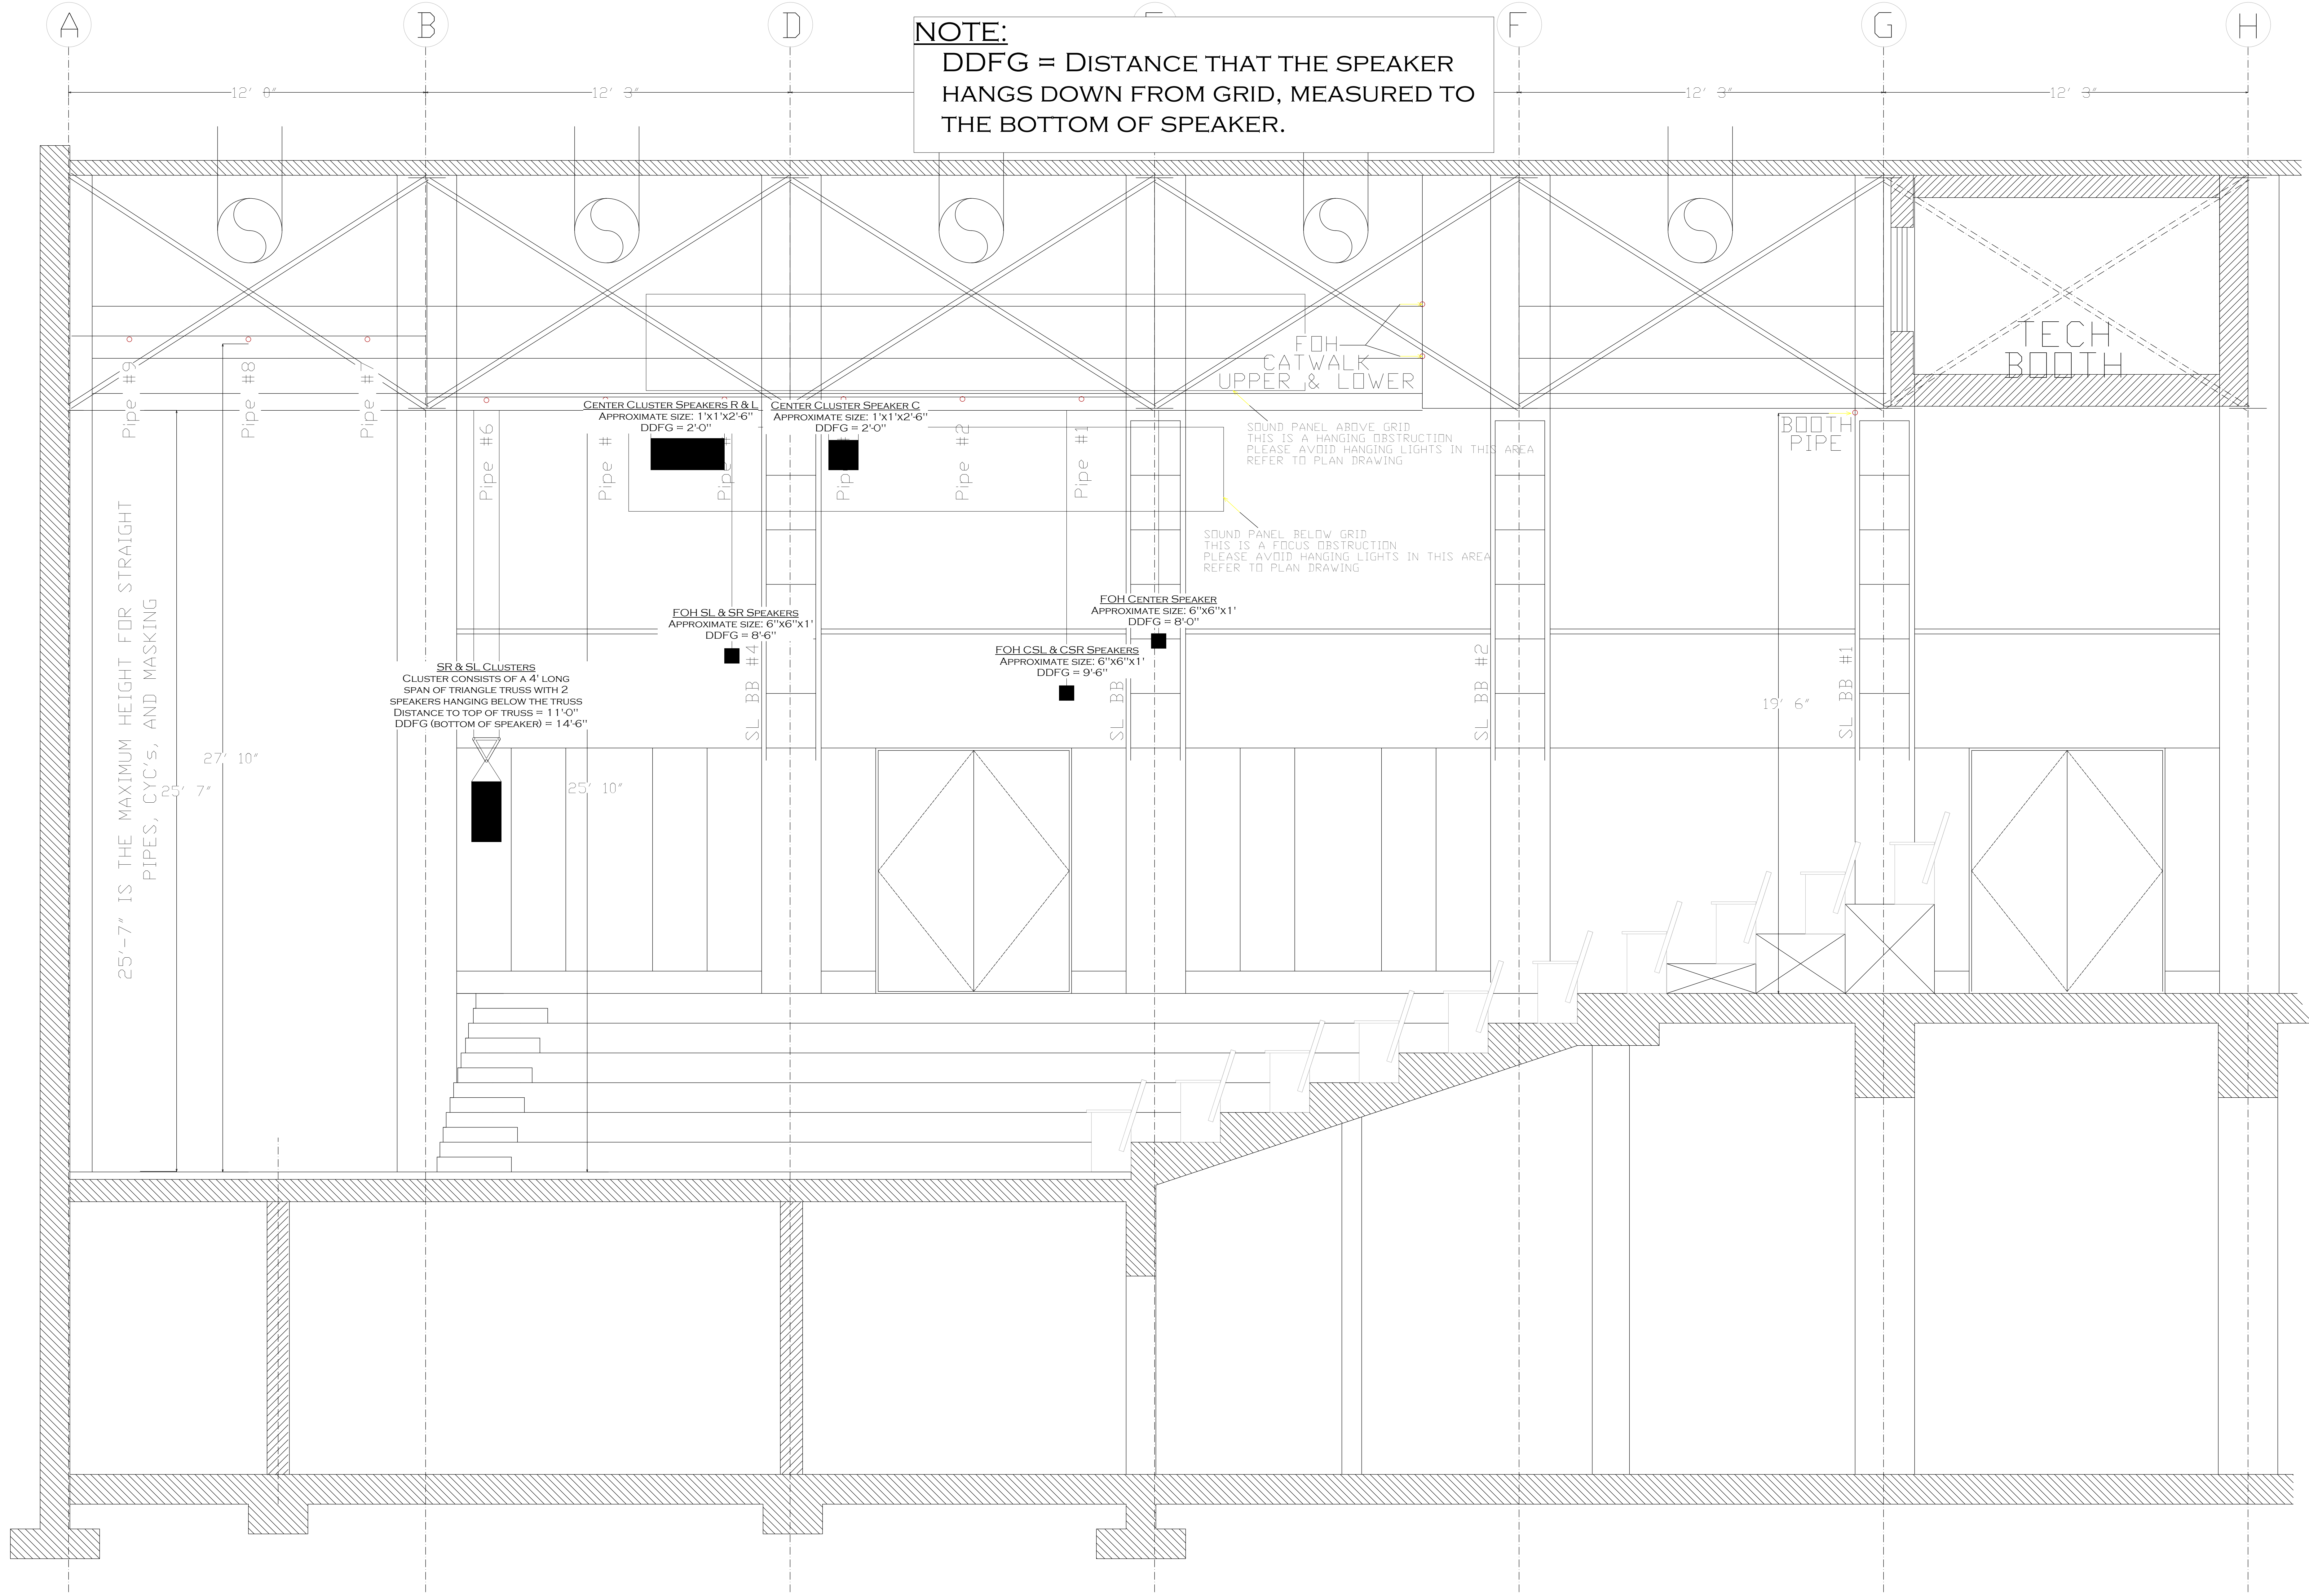 A
B
D
F
G
H
NOTE:
DDFG = Distance that the speaker
hangs down from grid, measured to
the bottom of speaker.
12' 0"
12' 3"
12' 3"
12' 3"
TECH
BOOTH
FOH
CATWALK
UPPER & LOWER
Pipe #9
Pipe #8
Pipe #7
Pipe #6
Pipe #
Pipe #
Pipe #2
Pipe #1
Center Cluster Speakers R & L
Approximate size: 1'x1'x2'-6"
DDFG = 2'-0"
Center Cluster Speaker C
Approximate size: 1'x1'x2'-6"
DDFG = 2'-0"
SOUND PANEL ABOVE GRID
THIS IS A HANGING OBSTRUCTION
PLEASE AVOID HANGING LIGHTS IN THIS AREA
REFER TO PLAN DRAWING
BOOTH
PIPE
SOUND PANEL BELOW GRID
THIS IS A FOCUS OBSTRUCTION
PLEASE AVOID HANGING LIGHTS IN THIS AREA
REFER TO PLAN DRAWING
FOH SL & SR Speakers
Approximate size: 6"x6"x1'
DDFG = 8'-6"
FOH Center Speaker
Approximate size: 6"x6"x1'
DDFG = 8'-0"
FOH CSL & CSR Speakers
Approximate size: 6"x6"x1'
DDFG = 9'-6"
SR & SL Clusters
Cluster consists of a 4' long
span of triangle truss with 2
speakers hanging below the truss
Distance to top of truss = 11'-0"
DDFG (bottom of speaker) = 14'-6"
SL BB #4
SL BB
SL BB #2
SL BB #1
25'-7" IS THE MAXIMUM HEIGHT FOR STRAIGHT
PIPES, CYC's, AND MASKING
27' 10"
25' 7"
25' 10"
19' 6"